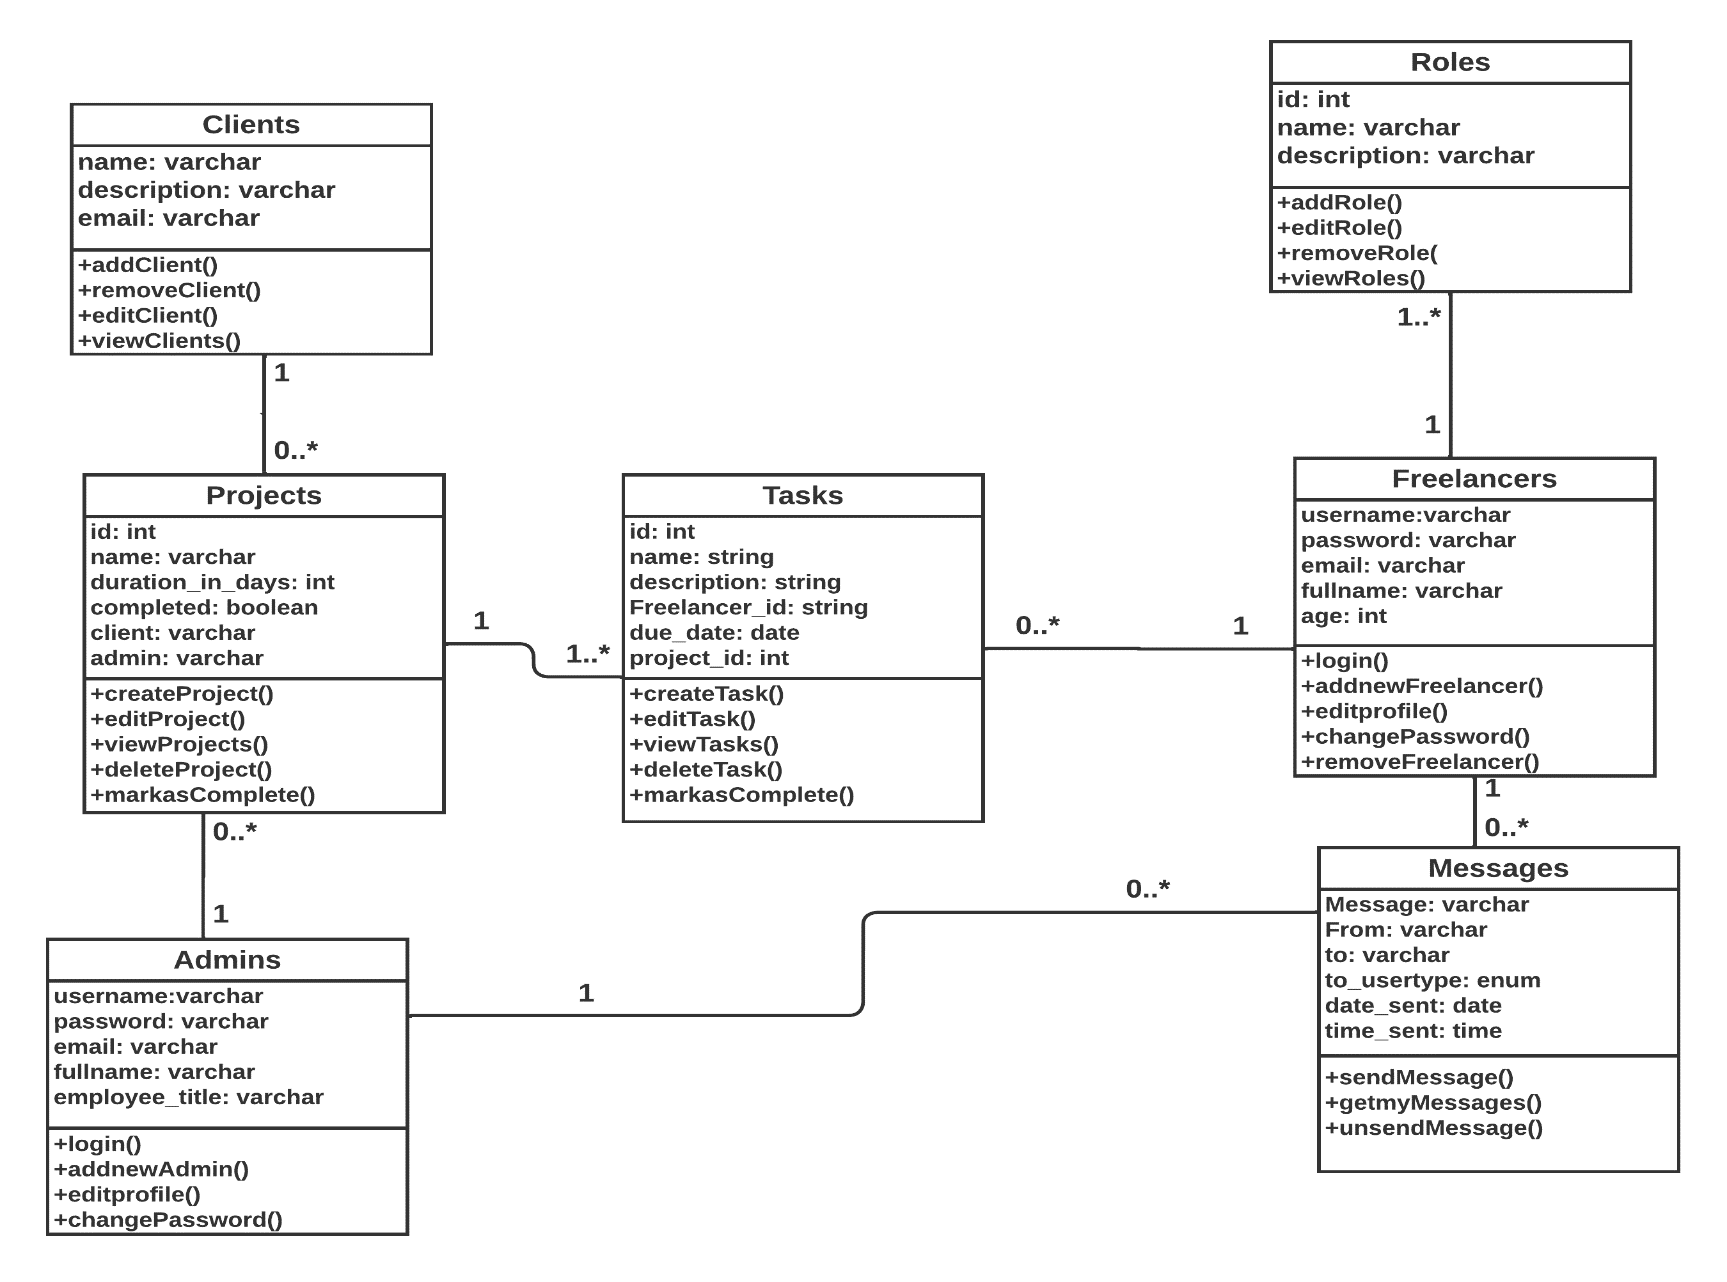 Roles
id: int
name: varchar
description: varchar
+addRole()
+editRole()
+removeRole(
+viewRoles()
Clients
name: varchar
description: varchar
email: varchar
+addClient()
+removeClient()
+editClient()
+viewClients()
1
0..*
1..*
1
Projects
id: int
name: varchar
duration_in_days: int
completed: boolean
client: varchar
admin: varchar
+createProject()
+editProject()
+viewProjects()
+deleteProject()
+markasComplete()
1
1..*
Tasks
id: int
name: string
description: string
Freelancer_id: string
due_date: date
project_id: int
+createTask()
+editTask()
+viewTasks()
+deleteTask()
+markasComplete()
0..*
1
Freelancers
username:varchar
password: varchar
email: varchar
fullname: varchar
age: int
+login()
+addnewFreelancer()
+editprofile()
+changePassword()
+removeFreelancer()
1
0..*
0..*
1
Admins
username:varchar
password: varchar
email: varchar
fullname: varchar
employee_title: varchar
+login()
+addnewAdmin()
+editprofile()
+changePassword()
1
0..*
Messages
Message: varchar
From: varchar
to: varchar
to_usertype: enum
date_sent: date
time_sent: time
+sendMessage()
+getmyMessages()
+unsendMessage()